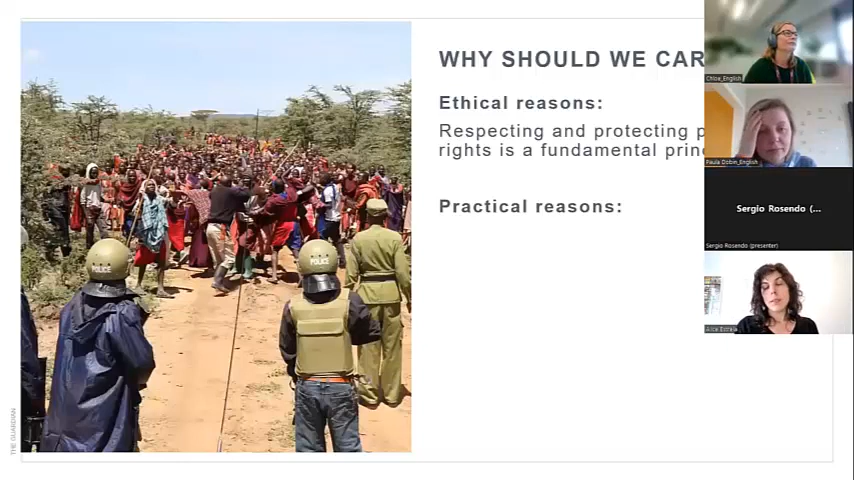 WHY SHOULD WE CAR
Ethical reasons:
Respecting and protecting p
rights is a fundamental prin
Practical reasons:
POLICE
POLICE
THE GUARDIAN
Chloe_English
Paula Dobin_English
Sergio Rosendo (...
Sergio Rosendo (presenter)